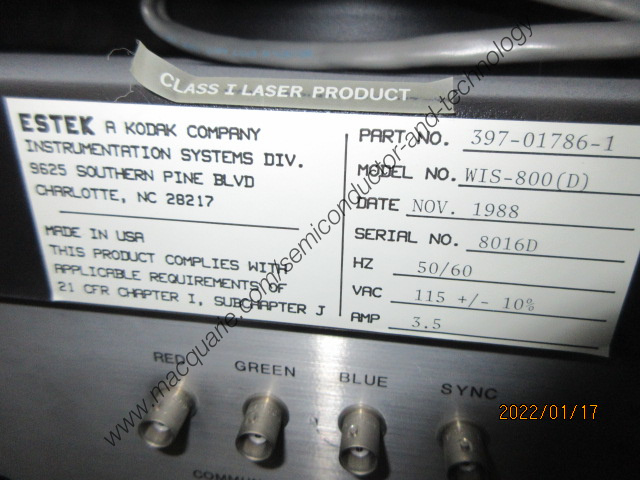 CLASS I LASER PRODUCT
ESTEK A KODAK COMPANY
INSTRUMENTATION SYSTEMS DIV.
9625 SOUTHERN PINE BLVD
CHARLOTTE, NC 28217
MADE IN USA
THIS PRODUCT COMPLIES WITH
APPLICABLE REQUIREMENTS OF
21 CFR CHAPTER I, SUBCHAPTER J
PART NO. 397-01786-1
MODEL NO. WIS-800(D)
DATE NOV. 1988
SERIAL NO. 8016D
HZ 50/60
VAC 115 +/- 10%
AMP 3.5
RED GREEN BLUE SYNC
2022/01/17
www.macquarie.com/semiconductor-and-technology